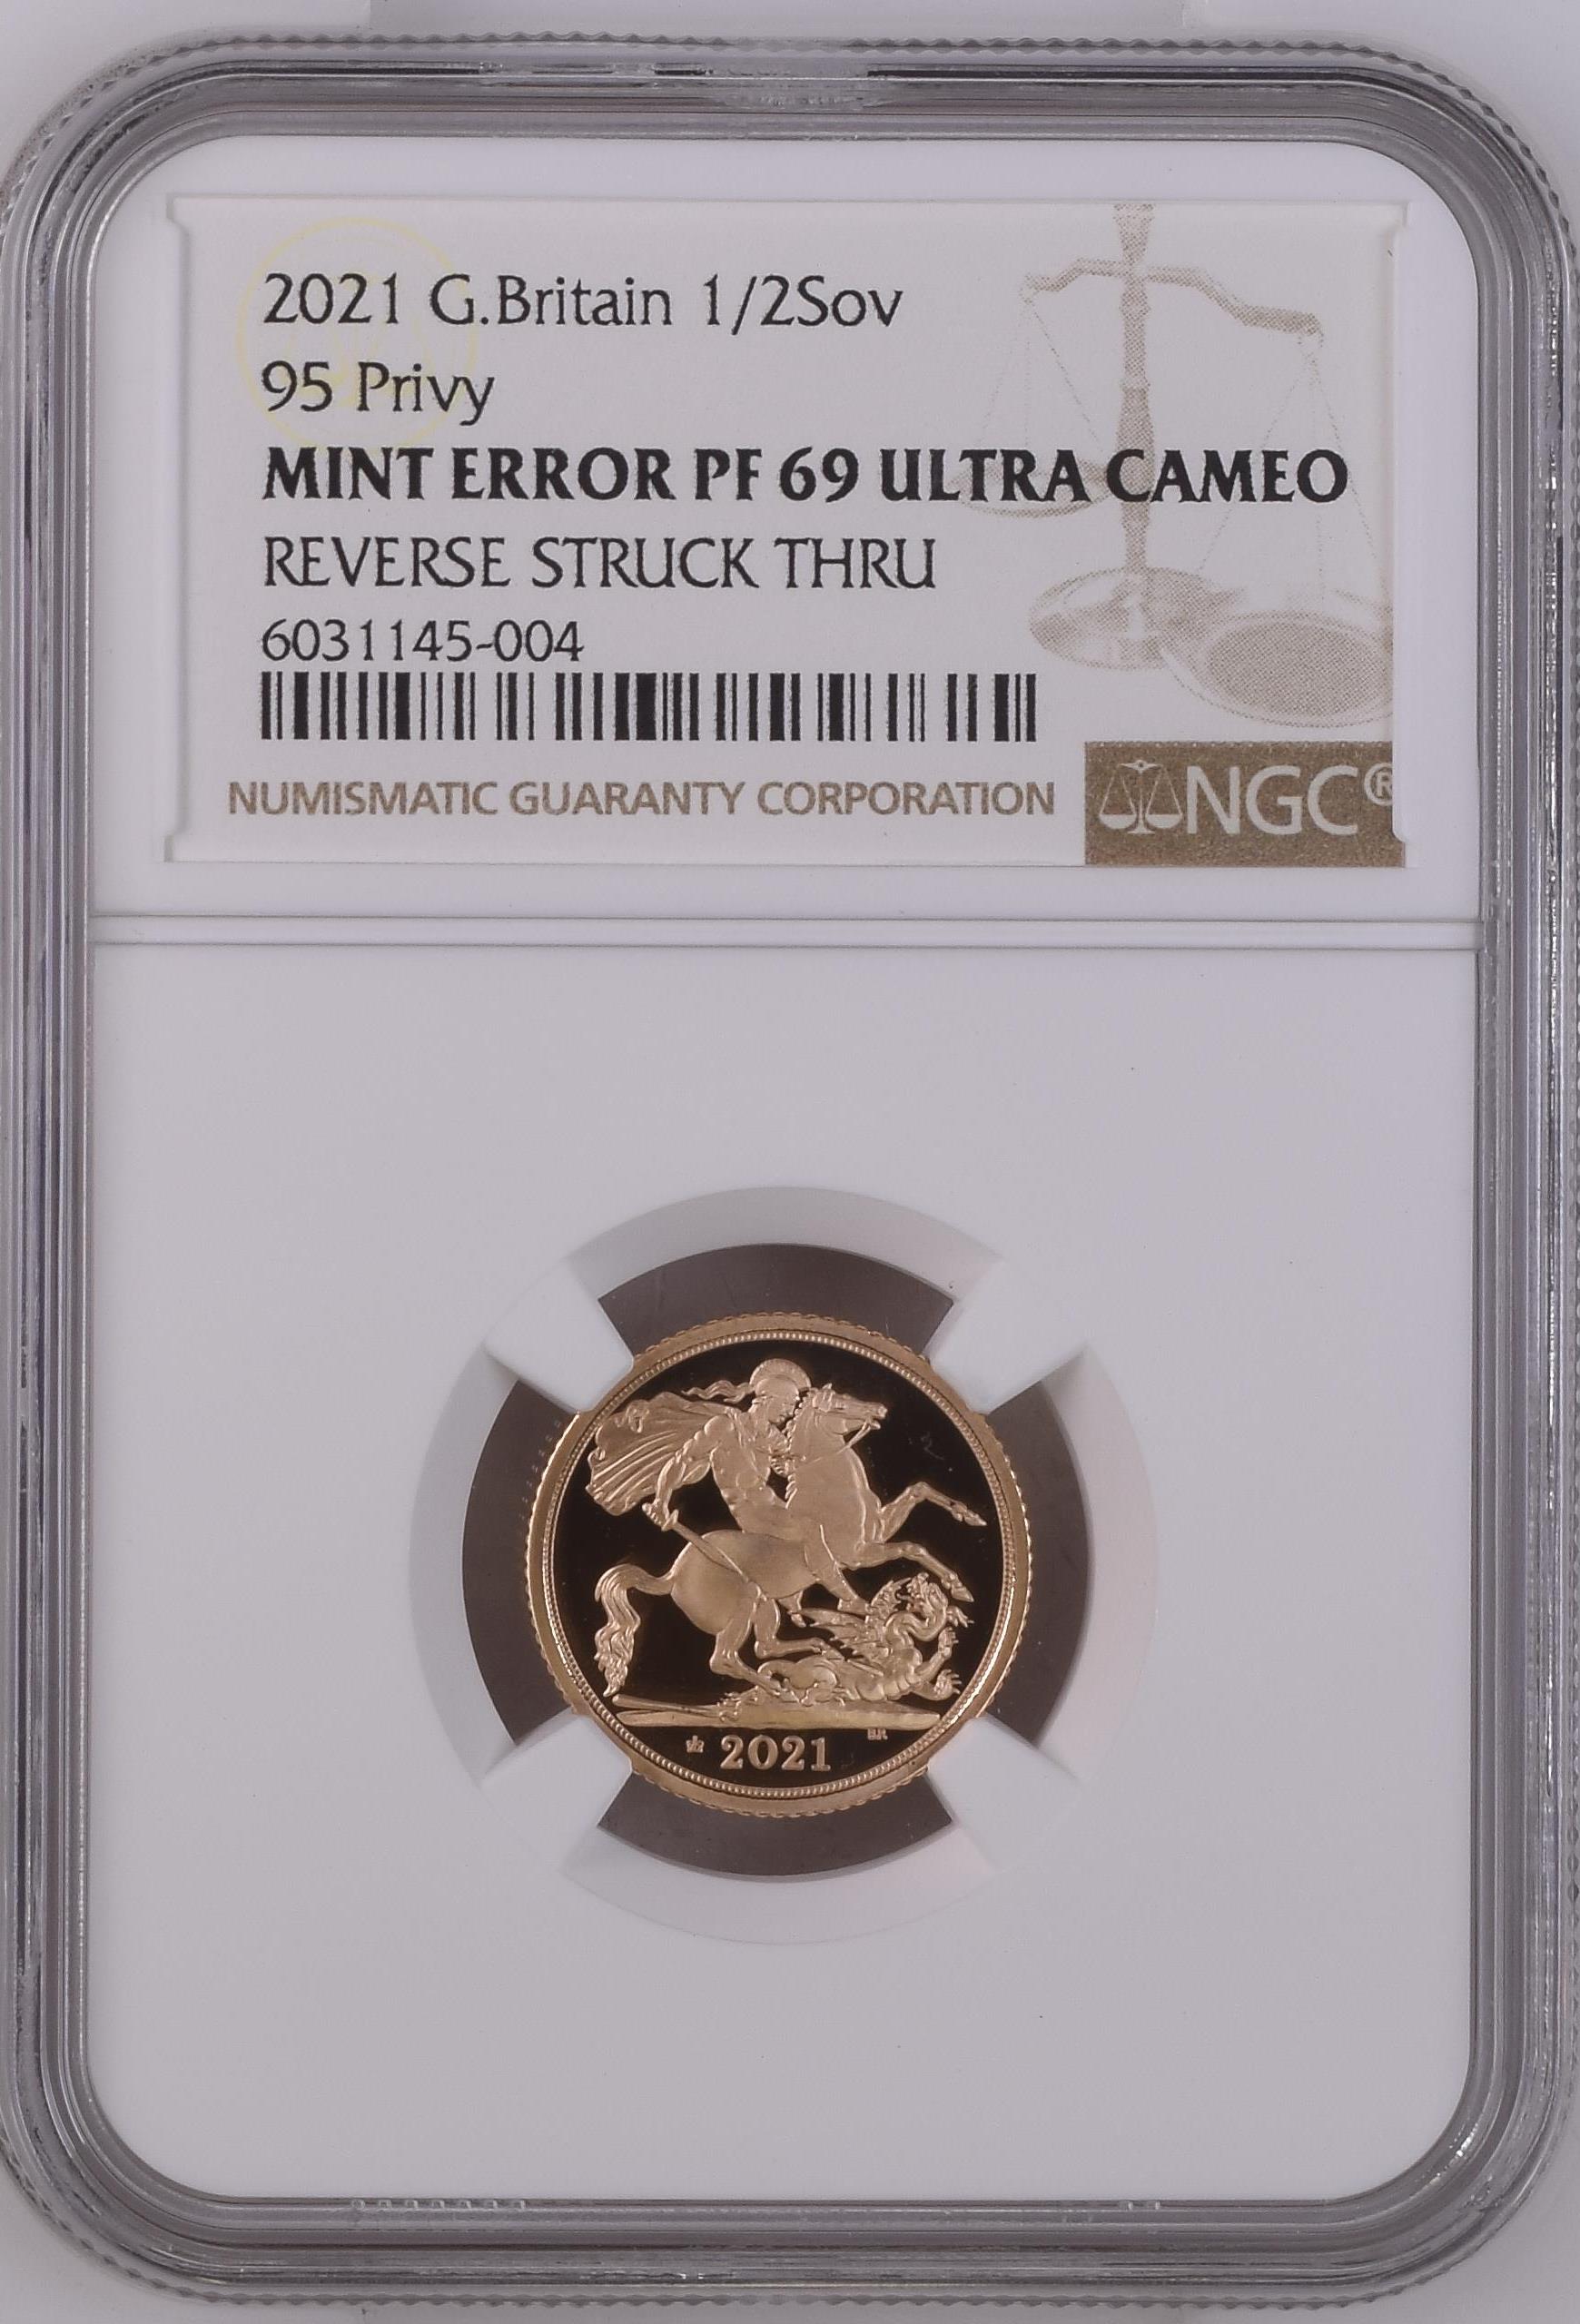 2021 G.Britain 1/2Sov
95 Privy
MINT ERROR PF 69 ULTRA CAMEO
REVERSE STRUCK THRU
6031145-004
NUMISMATIC GUARANTY CORPORATION
NGC®
BR
2021